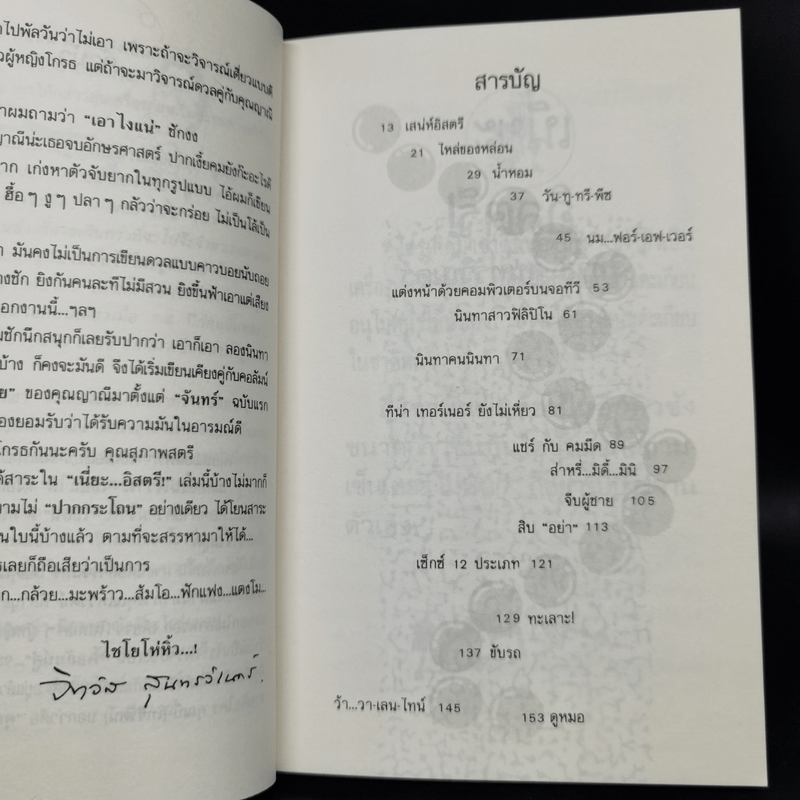 ไปพัลวันว่าไม่เอา เพราะถ้าจะวิจารณ์เดี่ยวแบบดี
ผู้หญิงโกรธ แต่ถ้าจะมาวิจารณ์ดวลคู่กับคุณญาณี
ผมถามว่า "เอาไงแน่" ชักงง
ญาณีน่ะเธอจบอักษรศาสตร์ ปากเงี้ยคมยังกะอะไรดี
เก่งหาตัวจับยากในทุกรูปแบบ ไอ้ผมก็เขียน
ฮื้อๆ งูๆ ปลาๆ กลัวว่าจะกร่อย ไม่เป็นโล้เป็น
มันคงไม่เป็นการเขียนดวลแบบคาวบอยนับถอย
ชัก ยิงกันคนละทีไม่มีสวน ยิงขึ้นฟ้าเอาแต่เสียง
งานนี้...ๆลๆ
ชักนึกสนุกก็เลยรับปากว่า เอาก็เอา ลองนินทา
บ้าง ก็คงจะมันดี จึงได้เริ่มเขียนเคียงคู่กับคอลัมน์
ของคุณญาณีมาตั้งแต่ "จันทร์" ฉบับแรก
ยอมรับว่าได้รับความมันในอารมณ์ดี
โกรธกันนะครับ คุณสุภาพสตรี
สาระใน "เนี่ยะ...อิสตรี!" เล่มนี้บ้างไม่มากก็
ไม่ "ปากกระโถน" อย่างเดียว ได้โยนสาระ
ใบนี้บ้างแล้ว ตามที่จะสรรหามาให้ได้...
เลยก็ถือเสียว่าเป็นการ
...กล้วย...มะพร้าว...ส้มโอ...ฟักแฟง...แตงโม...
ไชโยโห่หิ้ว...!
สารบัญ
13 เสน่ห์อิสตรี
21 ไหล่ของหล่อน
29 น้ำหอม
37 วัน-ทู-ทรี-พีช
45 นม...ฟอร์-เอฟ-เวอร์
แต่งหน้าด้วยคอมพิวเตอร์บนจอทีวี 53
นินทาสาวฟิลิปิโน 61
นินทาคนนินทา 71
ทีน่า เทอร์เนอร์ ยังไม่เหี่ยว 81
แชร์ กับ คมมีด 89
ส่าหรี่...มิดี้...มินิ 97
จีบผู้ชาย 105
สิบ "อย่า" 113
เซ็กซ์ 12 ประเภท 121
129 ทะเลาะ!
137 ขับรถ
ว้า...วา-เลน-ไทน์ 145
153 ดูหมอ